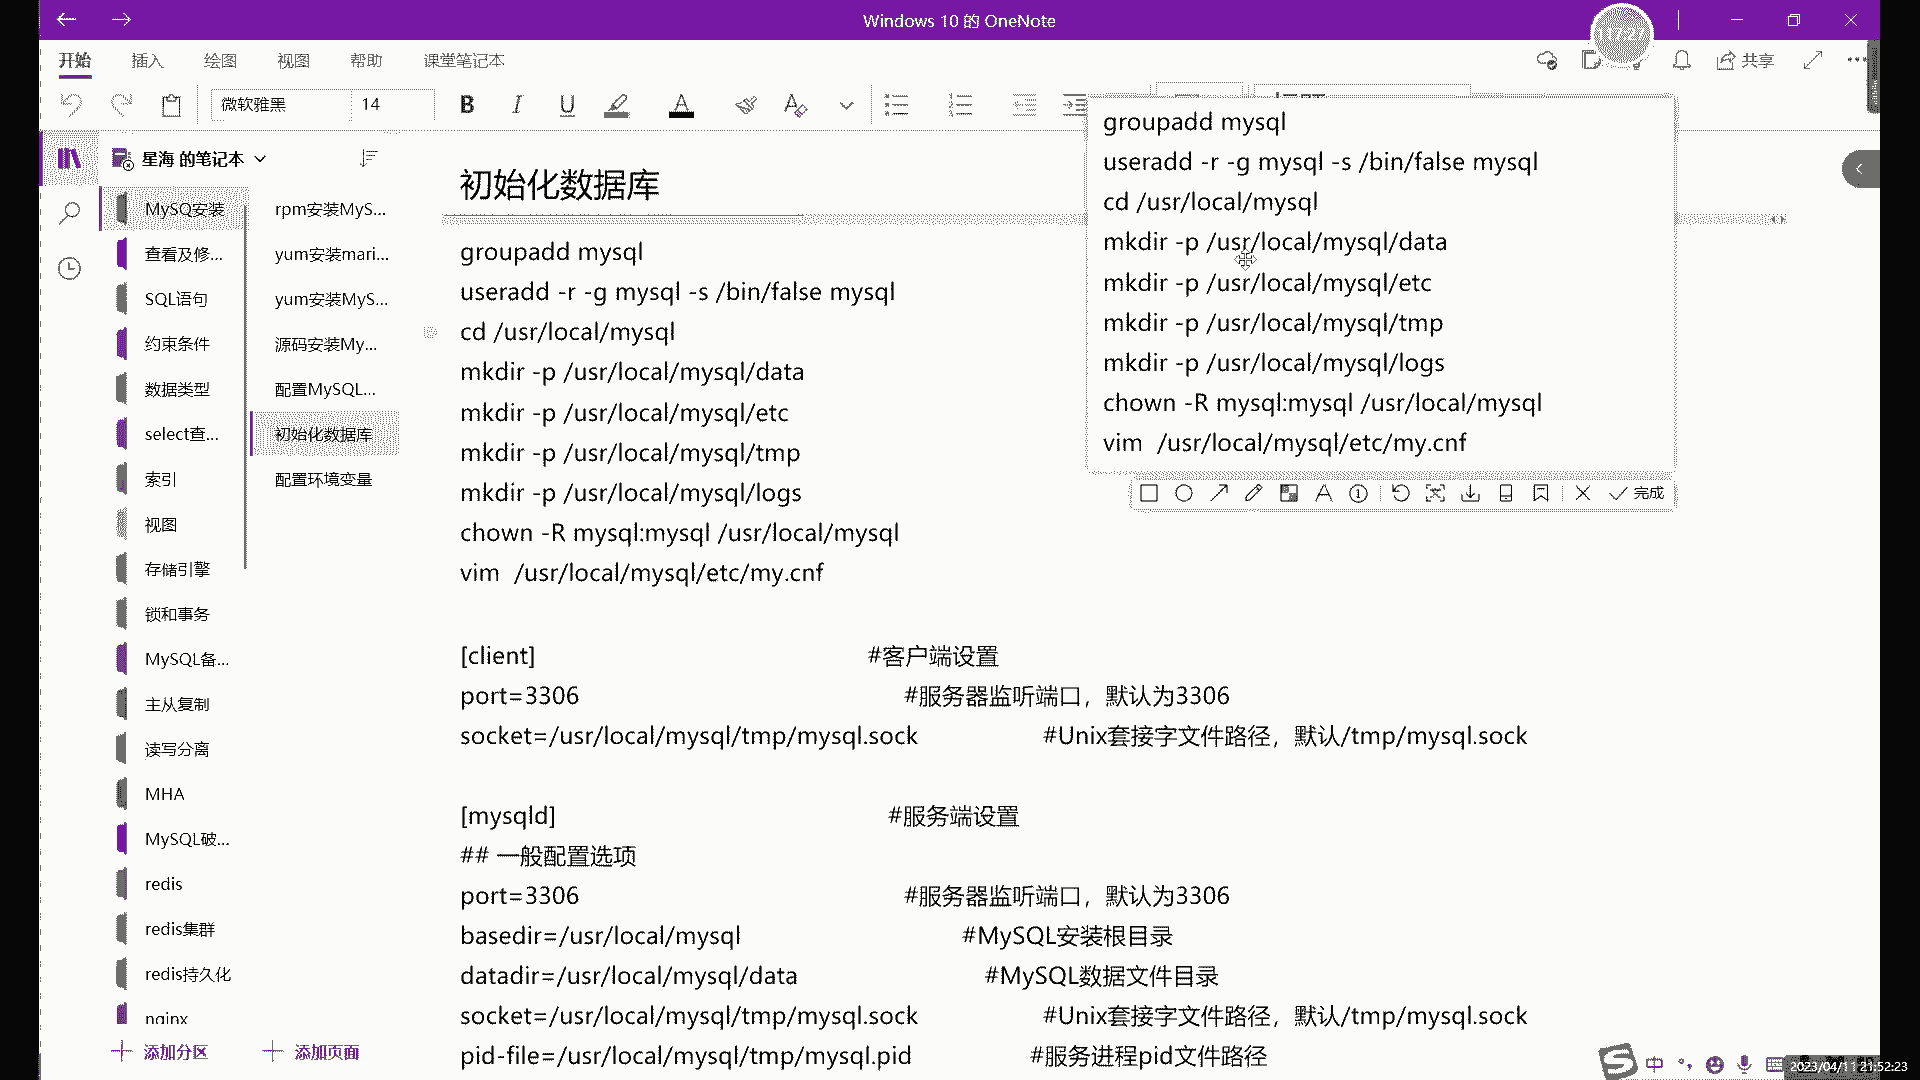 Windows 10 的 OneNote
17:27
开始 插入 绘图 视图 帮助 课堂笔记本
共享
微软雅黑 14 B I U A
星海 的笔记本
MySQ安装
查看及修...
SQL语句
约束条件
数据类型
select查...
索引
视图
存储引擎
锁和事务
MySQL备...
主从复制
读写分离
MHA
MySQL破...
redis
redis集群
redis持久化
nginx
添加分区
rpm安装MyS...
yum安装mari...
yum安装MyS...
源码安装My...
配置MySQL...
初始化数据库
配置环境变量
添加页面
初始化数据库
groupadd mysql
useradd -r -g mysql -s /bin/false mysql
cd /usr/local/mysql
mkdir -p /usr/local/mysql/data
mkdir -p /usr/local/mysql/etc
mkdir -p /usr/local/mysql/tmp
mkdir -p /usr/local/mysql/logs
chown -R mysql:mysql /usr/local/mysql
vim /usr/local/mysql/etc/my.cnf
[client] #客户端设置
port=3306 #服务器监听端口，默认为3306
socket=/usr/local/mysql/tmp/mysql.sock #Unix套接字文件路径，默认/tmp/mysql.sock
[mysqld] #服务端设置
## 一般配置选项
port=3306 #服务器监听端口，默认为3306
basedir=/usr/local/mysql #MySQL安装根目录
datadir=/usr/local/mysql/data #MySQL数据文件目录
socket=/usr/local/mysql/tmp/mysql.sock #Unix套接字文件路径，默认/tmp/mysql.sock
pid-file=/usr/local/mysql/tmp/mysql.pid #服务进程pid文件路径
groupadd mysql
useradd -r -g mysql -s /bin/false mysql
cd /usr/local/mysql
mkdir -p /usr/local/mysql/data
mkdir -p /usr/local/mysql/etc
mkdir -p /usr/local/mysql/tmp
mkdir -p /usr/local/mysql/logs
chown -R mysql:mysql /usr/local/mysql
vim /usr/local/mysql/etc/my.cnf
完成
中
2023/04/11 21:52:23